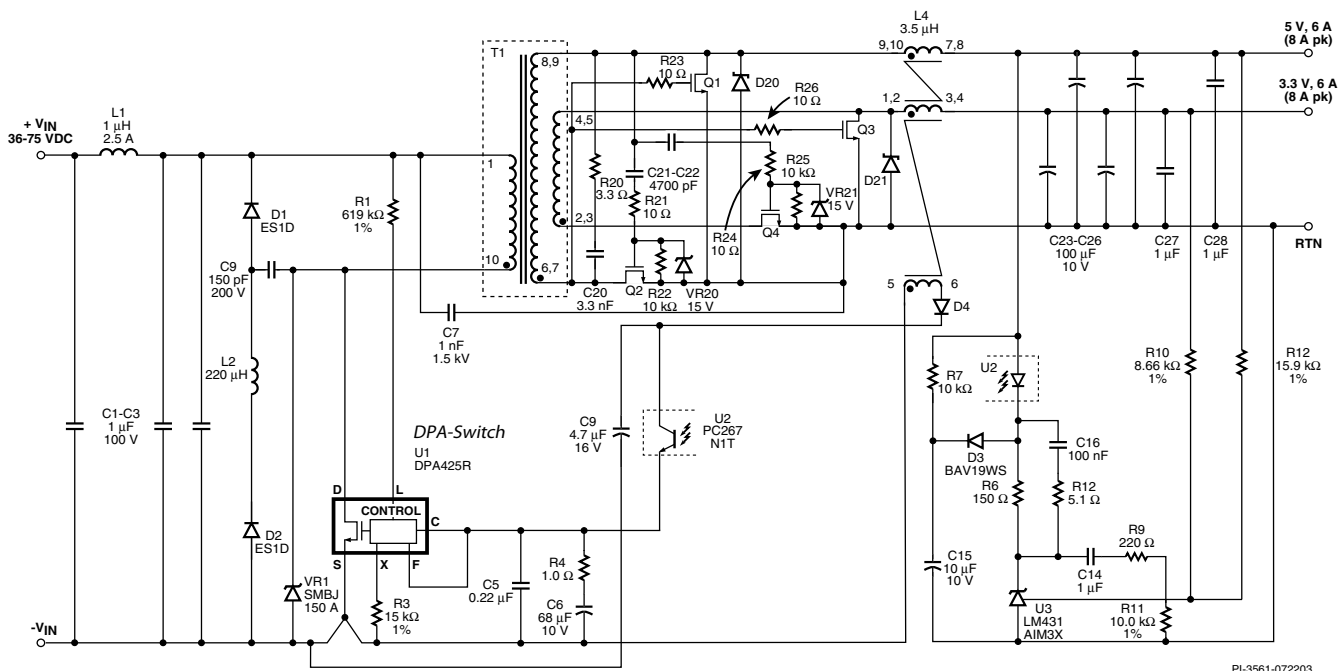 L4
3.5 µH
5 V, 6 A
(8 A pk)
9,10
7,8
T1
8,9
R23
10 Ω
Q1
D20
R26
10 Ω
3.3 V, 6 A
(8 A pk)
1,2
3,4
L1
1 µH
2.5 A
+ VIN
36-75 VDC
4,5
Q3
1
R25
10 kΩ
C21-C22
4700 pF
D21
R20
3.3 Ω
R21
10 Ω
VR21
15 V
R1
619 kΩ
1%
D1
ES1D
2,3
R24
10 Ω
Q4
RTN
C23-C26
100 µF
10 V
C27
1 µF
C28
1 µF
10
6,7
C9
150 pF
200 V
C20
3.3 nF
Q2
R22
10 kΩ
VR20
15 V
5
6
D4
C7
1 nF
1.5 kV
L2
220 µH
R10
8.66 kΩ
1%
R12
15.9 kΩ
1%
R7
10 kΩ
U2
C1-C3
1 µF
100 V
DPA-Switch
U1
DPA425R
C9
4.7 µF
16 V
U2
PC267
N1T
C16
100 nF
D3
BAV19WS
R6
150 Ω
R12
5.1 Ω
D
L
CONTROL
C
S
X
F
D2
ES1D
R9
220 Ω
VR1
SMBJ
150 A
R3
15 kΩ
1%
C5
0.22 µF
R4
1.0 Ω
C6
68 µF
10 V
C15
10 µF
10 V
C14
1 µF
U3
LM431
AIM3X
R11
10.0 kΩ
1%
-VIN
PI-3561-072203